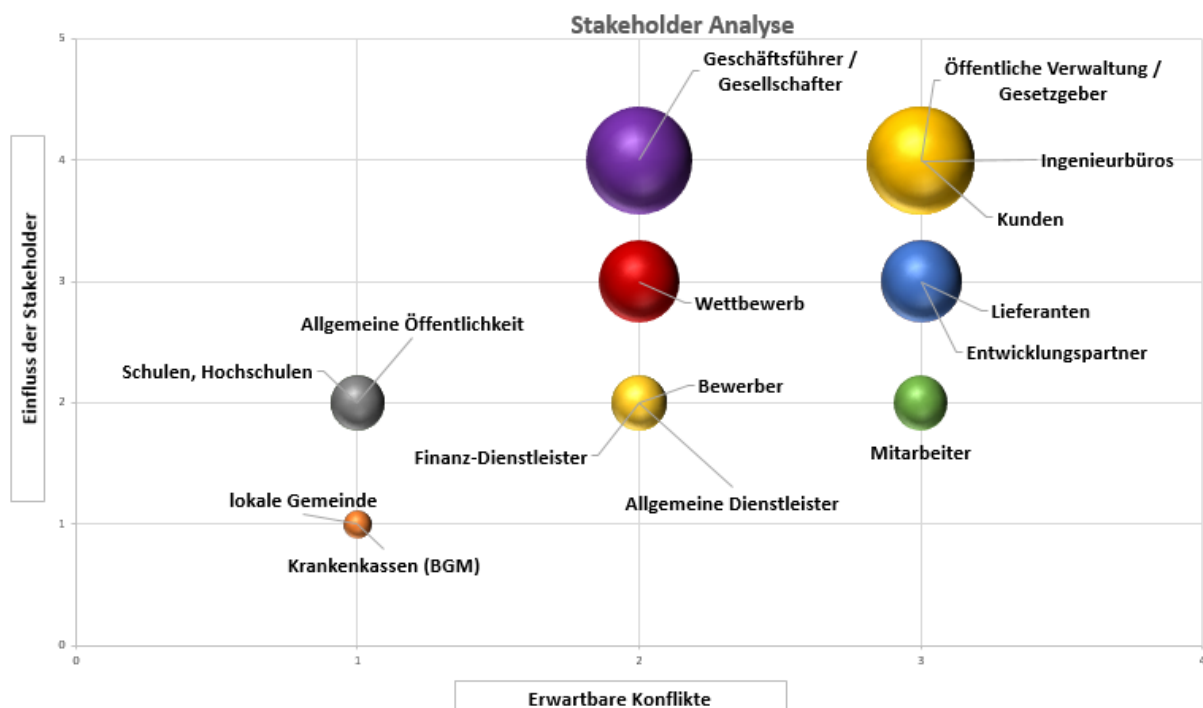 Stakeholder Analyse
5
Geschäftsführer /
Gesellschafter
Öffentliche Verwaltung /
Gesetzgeber
4
Ingenieurbüros
Kunden
Einfluss der Stakeholder
3
Wettbewerb
Lieferanten
Allgemeine Öffentlichkeit
Entwicklungspartner
Schulen, Hochschulen
Bewerber
2
Mitarbeiter
Finanz-Dienstleister
lokale Gemeinde
Allgemeine Dienstleister
1
Krankenkassen (BGM)
0
0 1 2 3 4
Erwartbare Konflikte